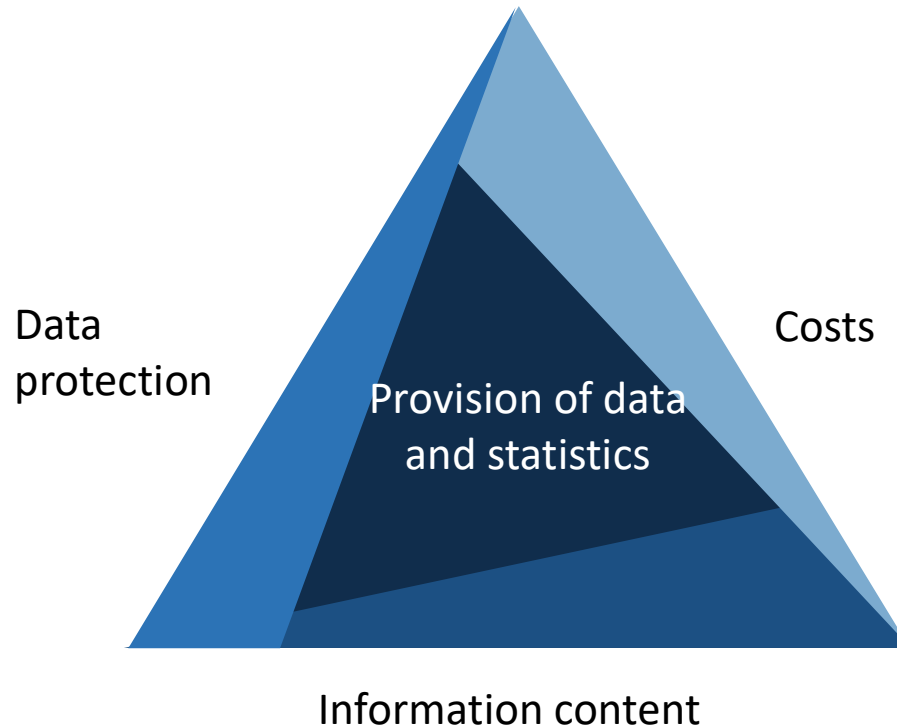 Data
protection
Costs
Provision of data
and statistics
Information content